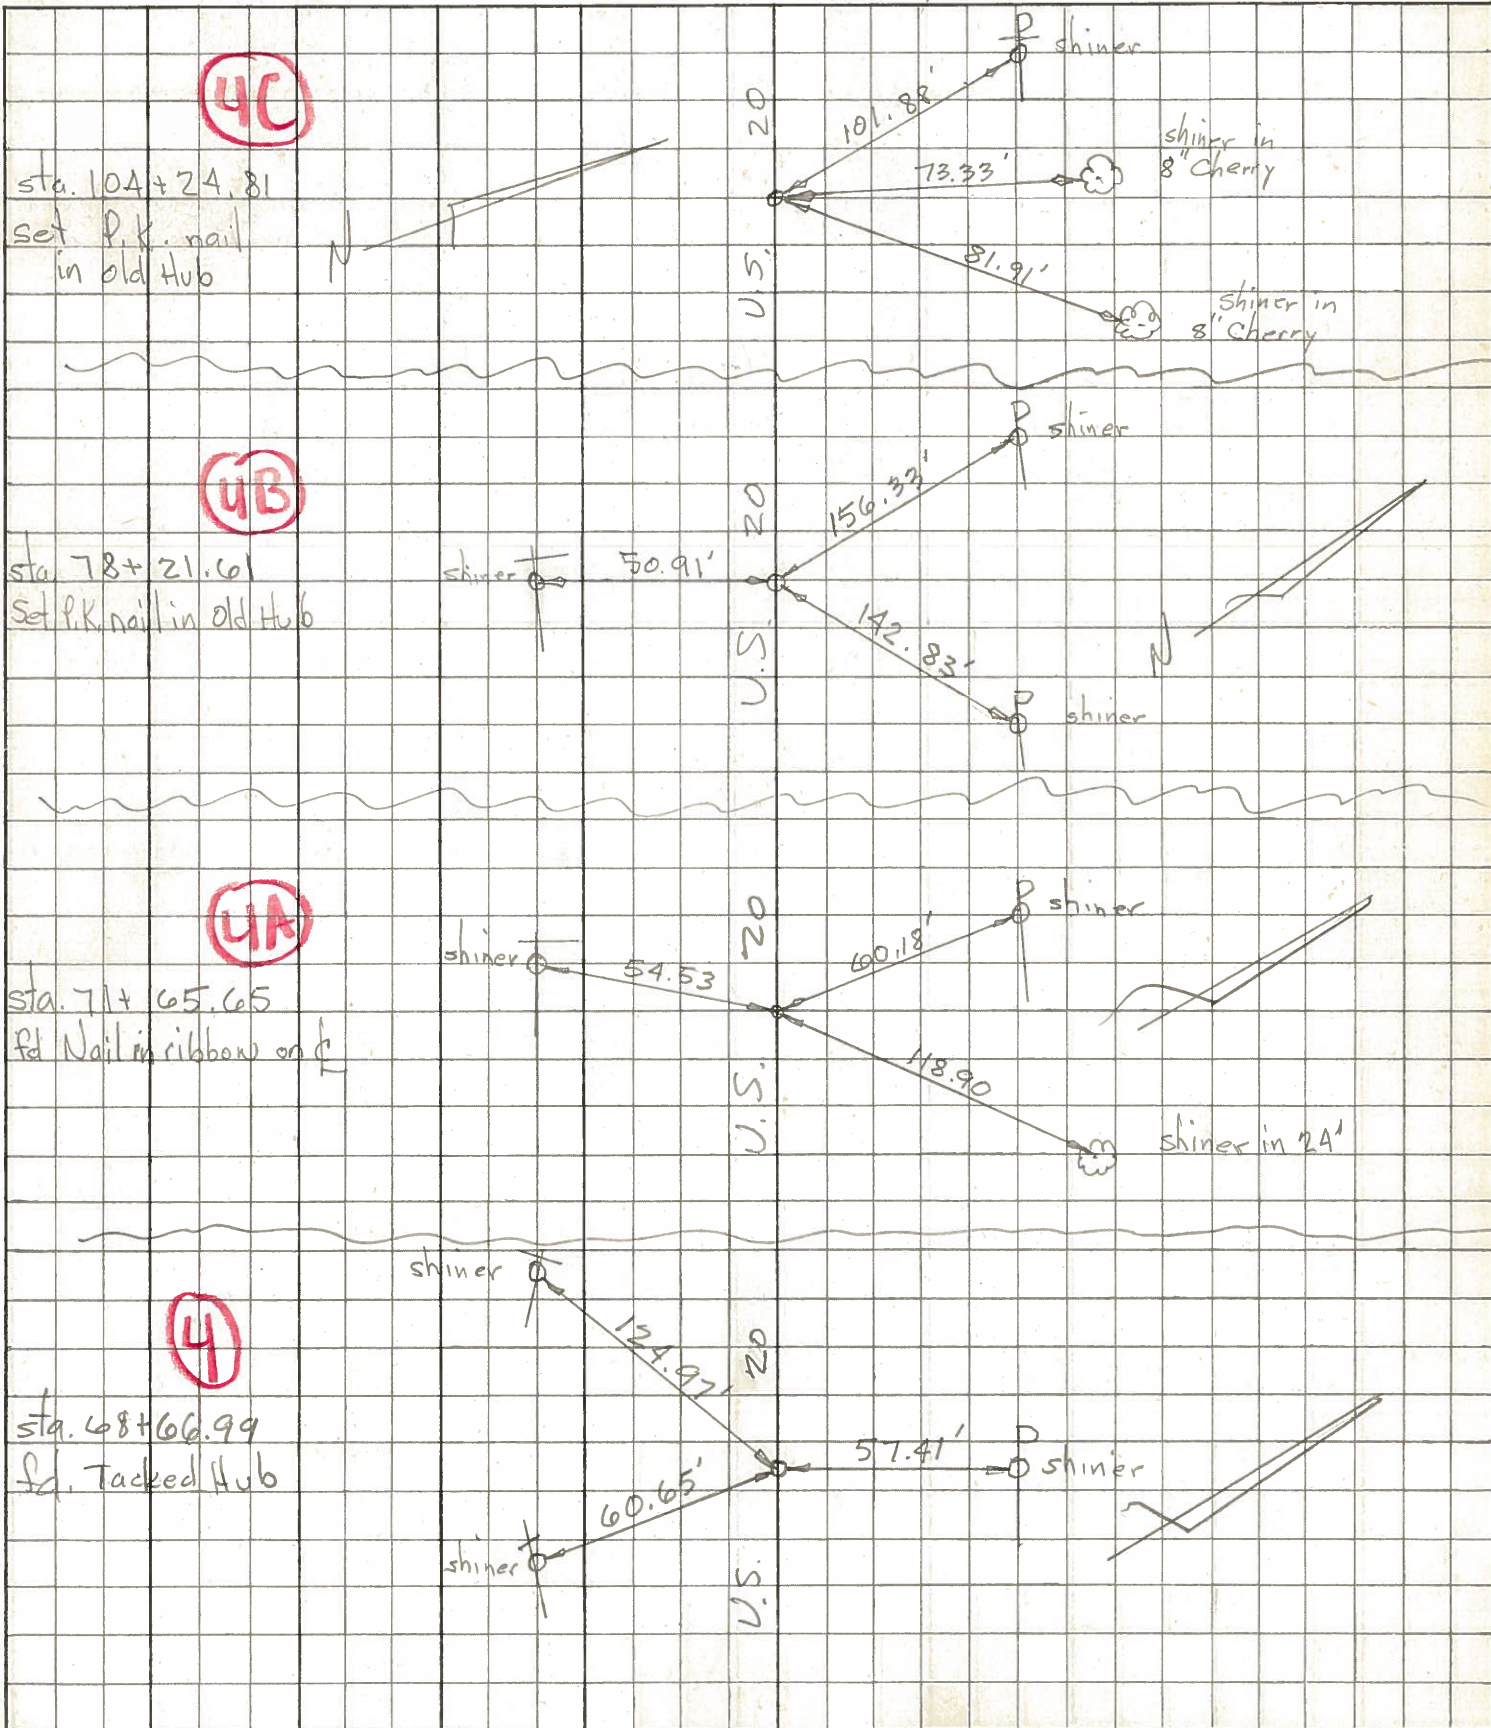 4C
sta. 104+24.81
set P.K. nail
in old Hub
N
U.S. 20
101.88'
P
shiner
73.33'
shiner in
8" Cherry
81.91'
shiner in
8" Cherry
4B
sta. 78+21.61
Set P.K. nail in Old Hub
shiner
50.91'
U.S. 20
156.33'
P
shiner
142.83'
P
shiner
N
4A
sta. 71+65.65
fd Nail in ribbon on ℄
shiner
54.53
U.S. 20
60.18'
P
shiner
118.90
shiner in 24"
4
sta. 68+66.99
fd. Tacked Hub
shiner
124.97'
U.S. 20
57.41'
P
shiner
60.65'
shiner